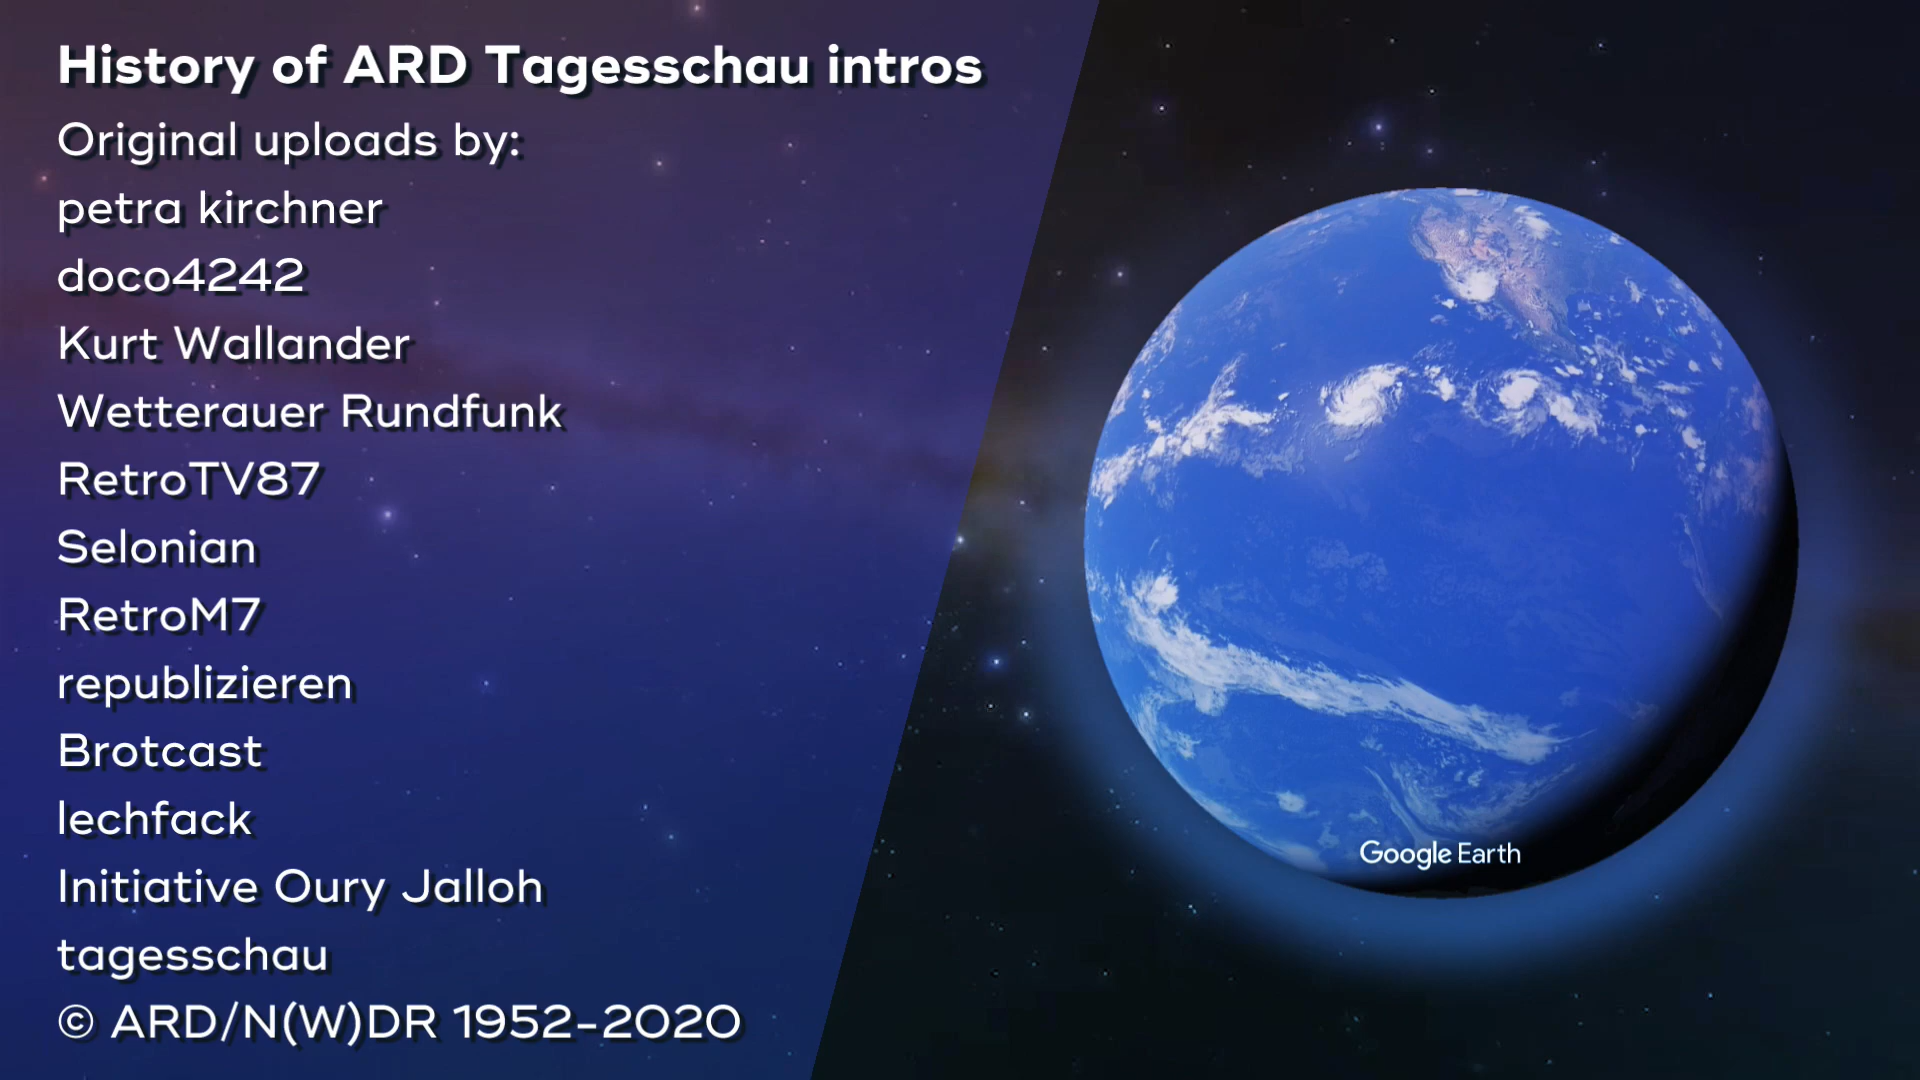 History of ARD Tagesschau intros
Original uploads by:
petra kirchner
doco4242
Kurt Wallander
Wetterauer Rundfunk
RetroTV87
Selonian
RetroM7
republizieren
Brotcast
lechfack
Initiative Oury Jalloh
tagesschau
© ARD/N(W)DR 1952-2020
Google Earth